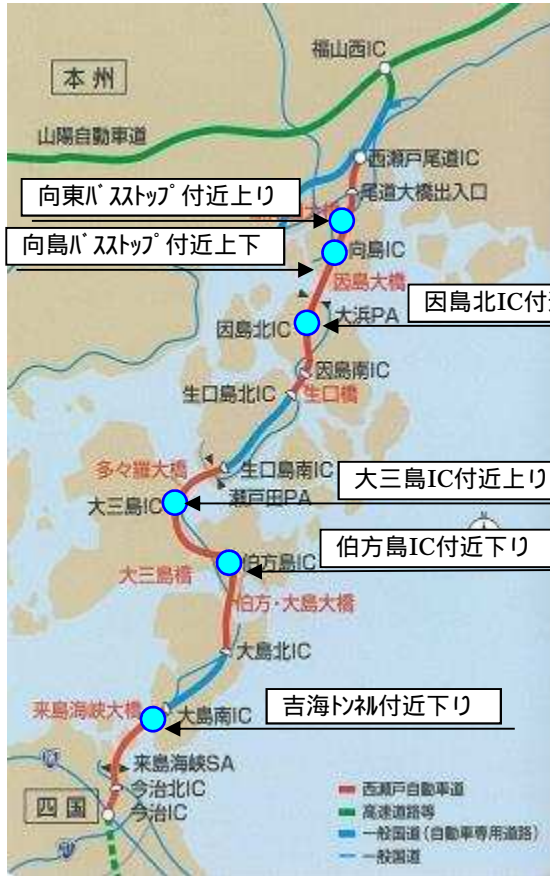 福山西IC
本州
山陽自動車道
西瀬戸尾道IC
尾道大橋出入口
向東バスストップ付近上り
向島バスストップ付近上下
向島IC
因島大橋
因島北IC付近
大浜PA
因島北IC
因島南IC
生口島北IC
生口橋
多々羅大橋
生口島南IC
大三島IC付近上り
瀬戸田PA
大三島IC
伯方島IC付近下り
伯方島IC
大三島橋
伯方・大島大橋
大島北IC
来島海峡大橋
吉海トンネル付近下り
大島南IC
来島海峡SA
今治北IC
四国
今治IC
西瀬戸自動車道
高速道路等
一般国道(自動車専用道路)
一般国道